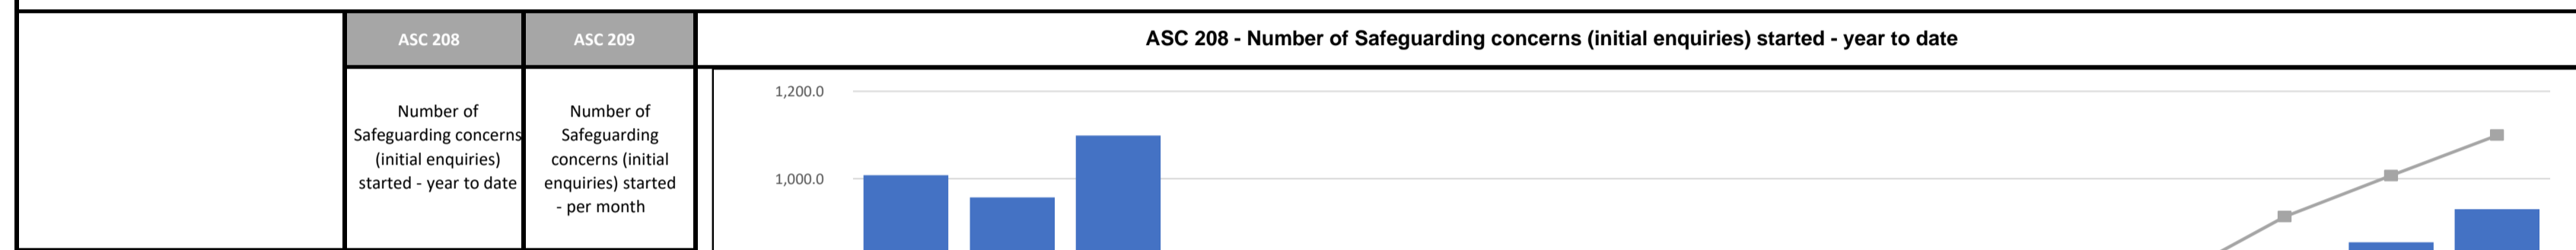 ASC 208
ASC 209
ASC 208 - Number of Safeguarding concerns (initial enquiries) started - year to date
Number of
Safeguarding concerns
(initial enquiries)
started - year to date
Number of
Safeguarding
concerns (initial
enquiries) started
- per month
1,200.0
1,000.0